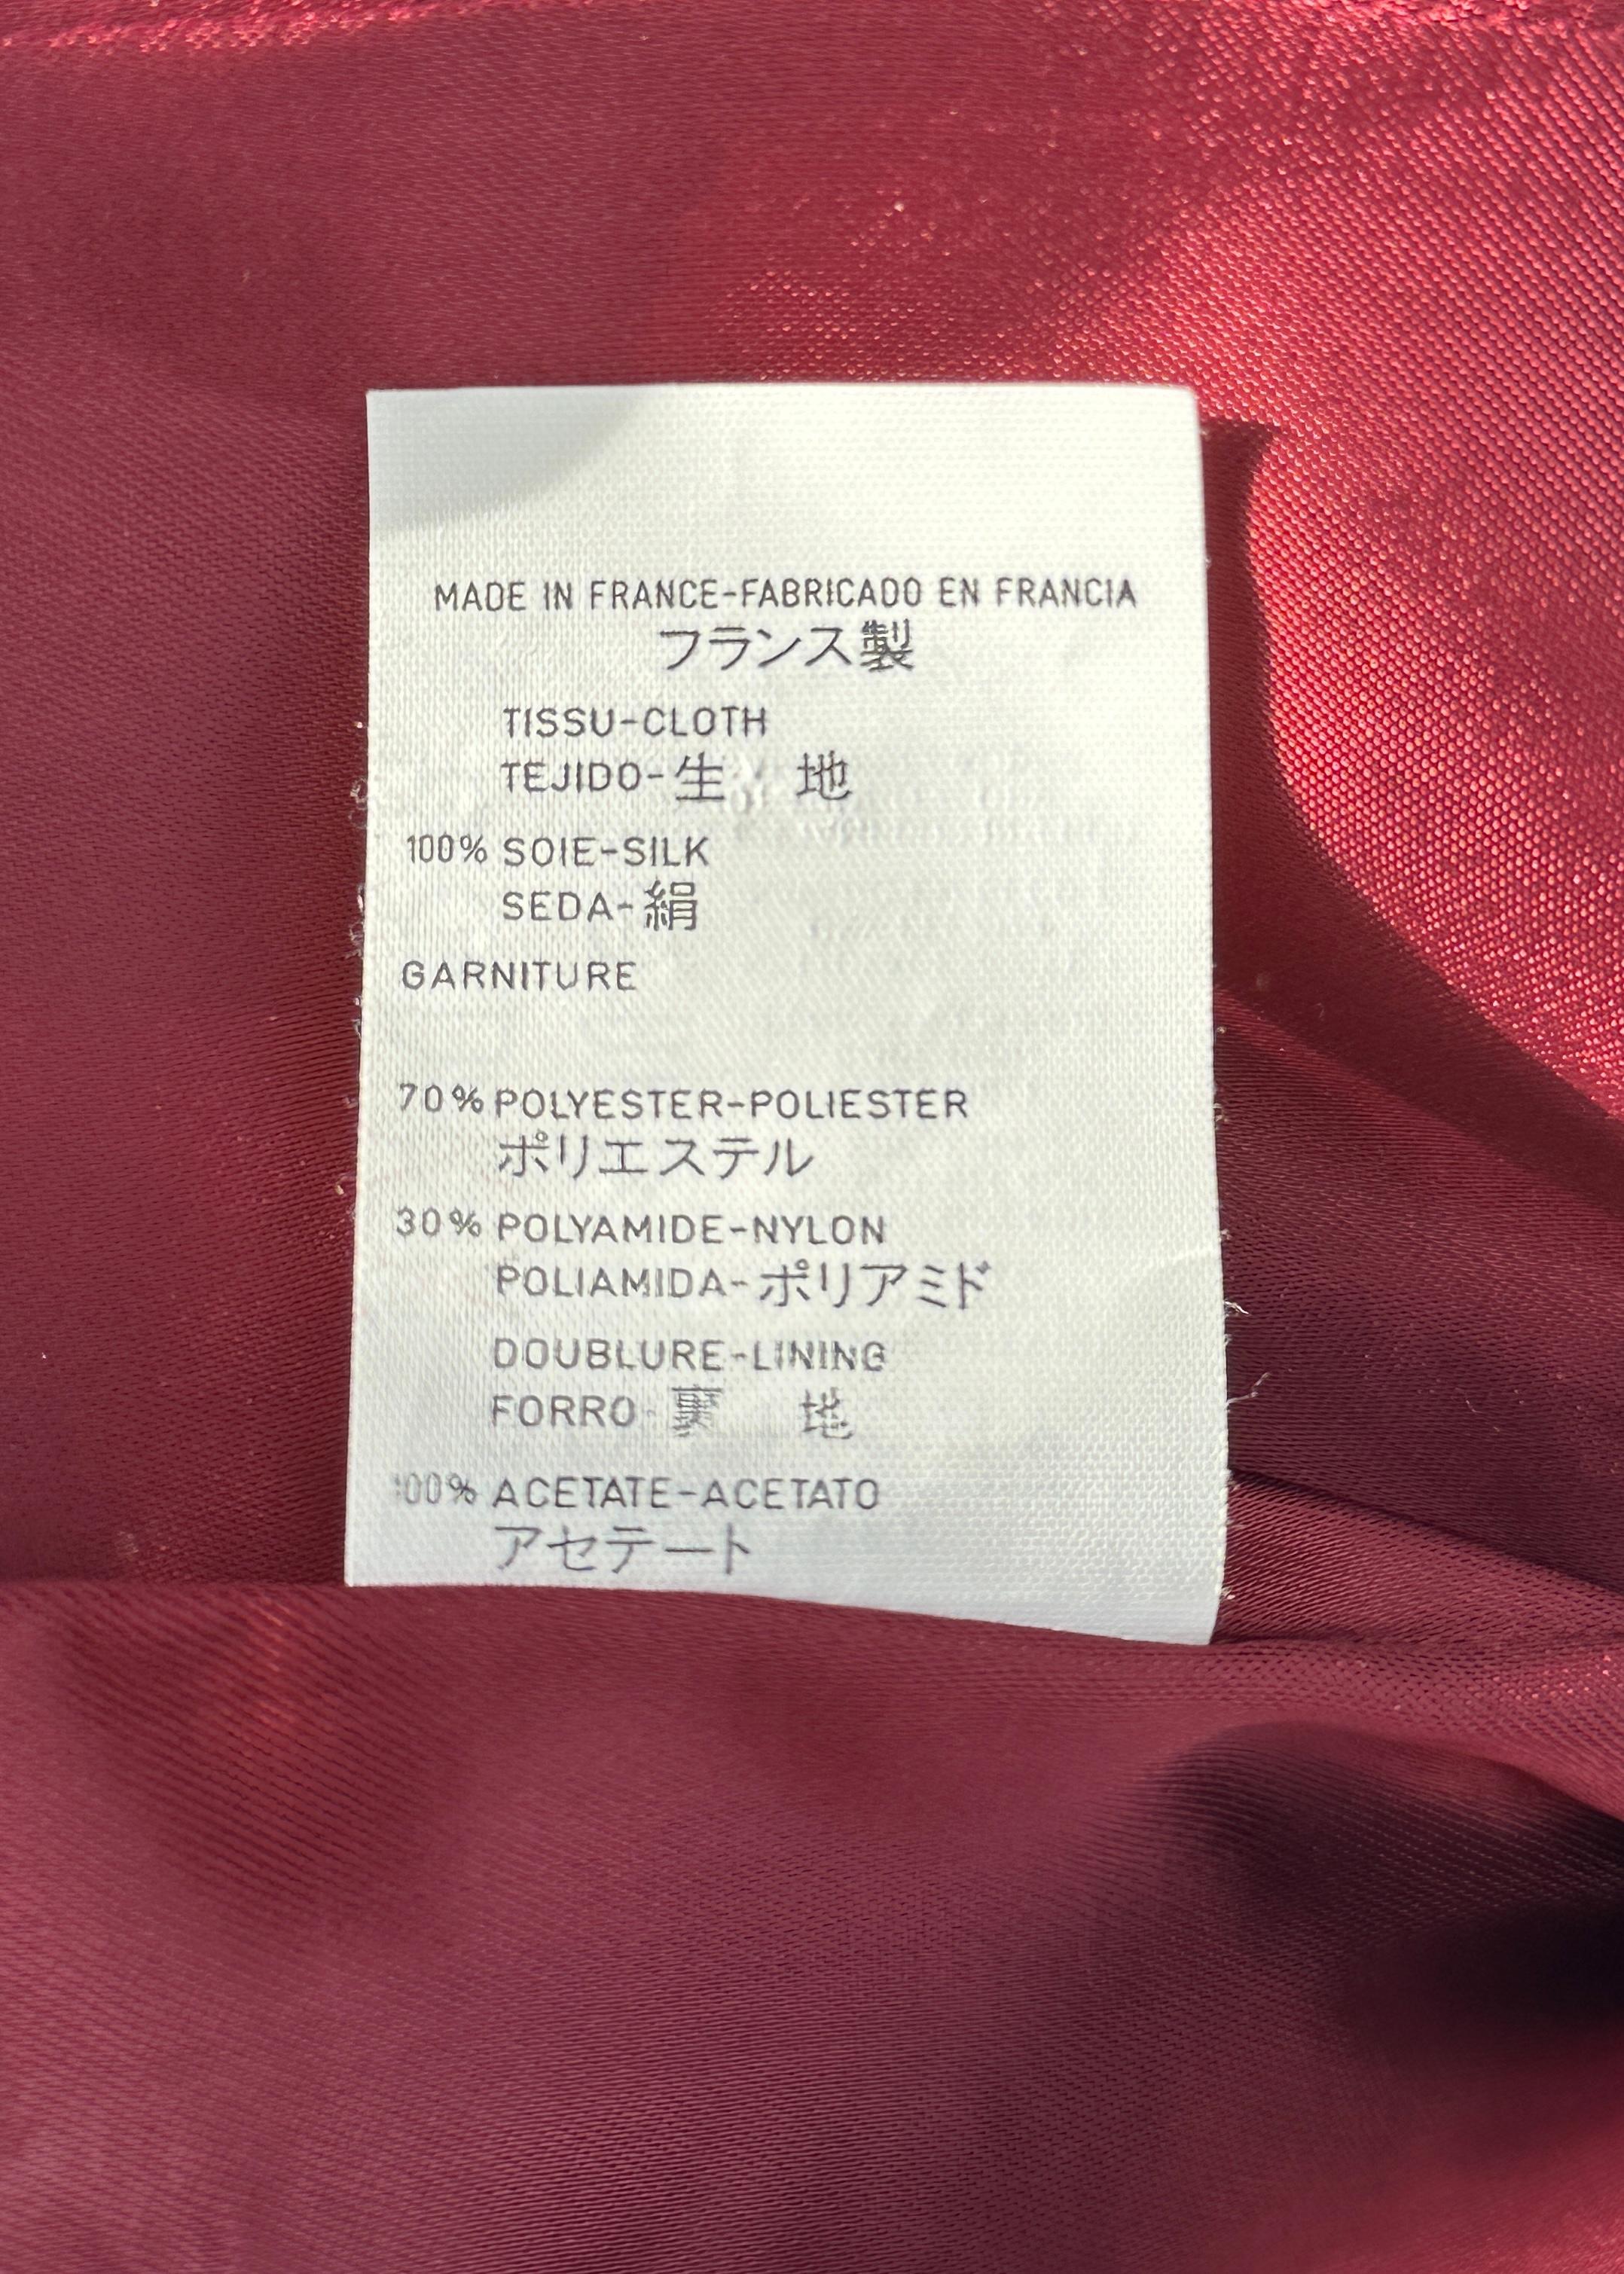 MADE IN FRANCE-FABRICADO EN FRANCIA
フランス製
TISSU-CLOTH
TEJIDO-生 地
100% SOIE-SILK
SEDA-絹
GARNITURE
70% POLYESTER-POLIESTER
ポリエステル
30% POLYAMIDE-NYLON
POLIAMIDA-ポリアミド
DOUBLURE-LINING
FORRO-裏 地
100% ACETATE-ACETATO
アセテート